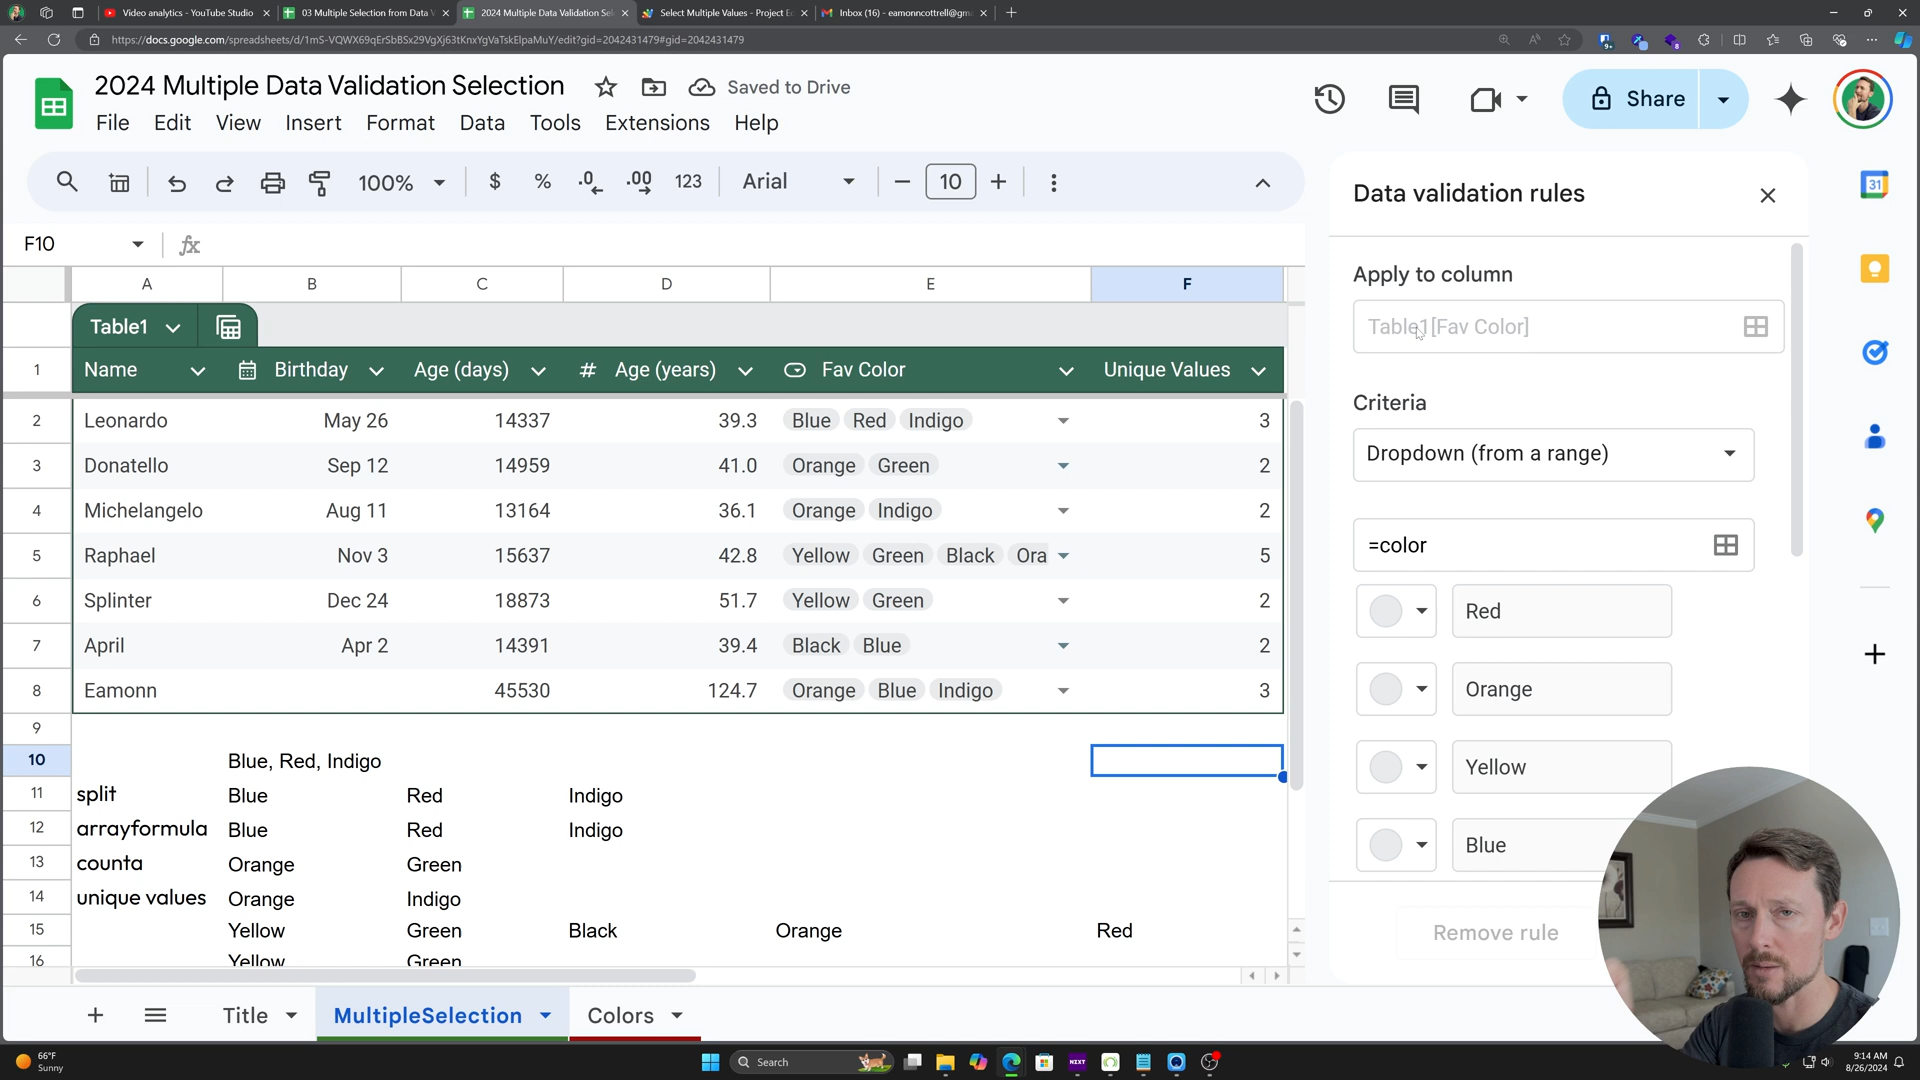 Video analytics - YouTube Studio
03 Multiple Selection from Data V
2024 Multiple Data Validation Sel
Select Multiple Values - Project Ed
Inbox (16) - eamonncottrell@gm
https://docs.google.com/spreadsheets/d/1mS-VQWX69qErSbBSx29VgXj63tKnxYgVaTskElpaMuY/edit?gid=2042431479#gid=2042431479
2024 Multiple Data Validation Selection
Saved to Drive
Share
File Edit View Insert Format Data Tools Extensions Help
100% $ % .0 .00 123 Arial 10
F10 fx
A B C D E F
Table1
1 Name Birthday Age (days) # Age (years) Fav Color Unique Values
2 Leonardo May 26 14337 39.3 Blue Red Indigo 3
3 Donatello Sep 12 14959 41.0 Orange Green 2
4 Michelangelo Aug 11 13164 36.1 Orange Indigo 2
5 Raphael Nov 3 15637 42.8 Yellow Green Black Ora 5
6 Splinter Dec 24 18873 51.7 Yellow Green 2
7 April Apr 2 14391 39.4 Black Blue 2
8 Eamonn 45530 124.7 Orange Blue Indigo 3
9
10 Blue, Red, Indigo
11 split Blue Red Indigo
12 arrayformula Blue Red Indigo
13 counta Orange Green
14 unique values Orange Indigo
15 Yellow Green Black Orange Red
16 Yellow Green
Data validation rules
Apply to column
Table1[Fav Color]
Criteria
Dropdown (from a range)
=color
Red
Orange
Yellow
Blue
Remove rule
31
Title MultipleSelection Colors
66°F
Sunny
Search
NZXT
9:14 AM
8/26/2024